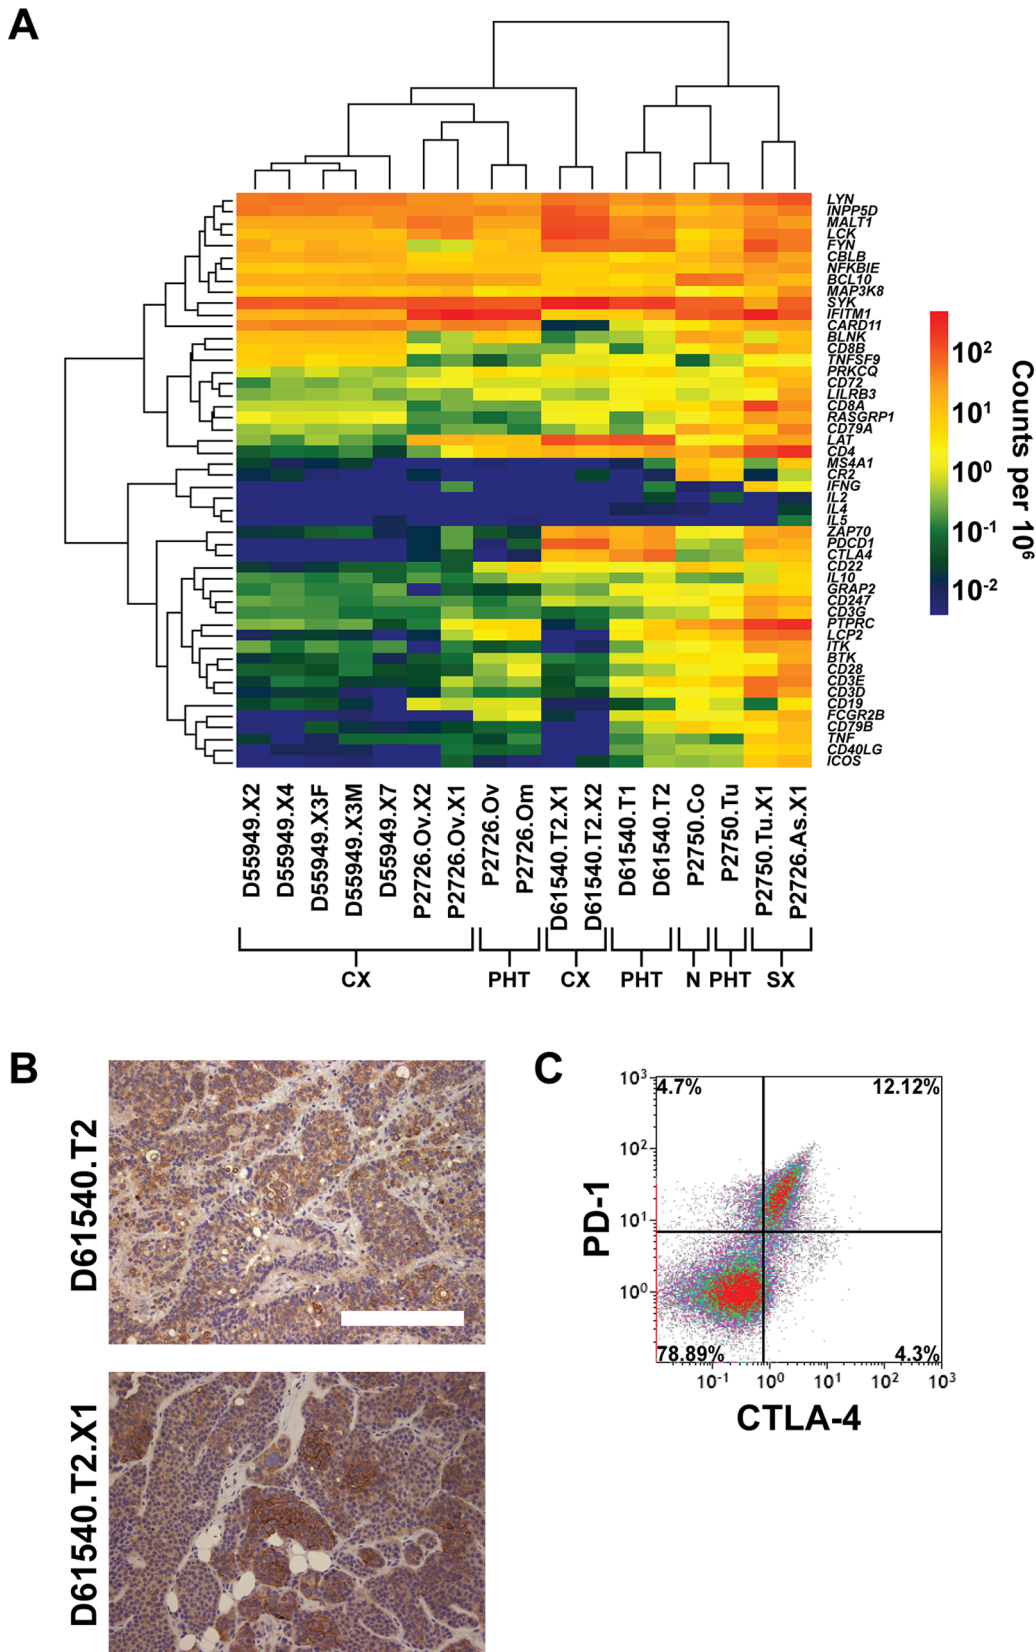 A
LYN
INPP5D
MALT1
LCK
FYN
CBLB
NFKBIE
BCL10
MAP3K8
SYK
IFITM1
CARD11
BLNK
CD8B
TNFSF9
PRKCQ
CD72
LILRB3
CD8A
RASGRP1
CD79A
LAT
CD4
MS4A1
CR2
IFNG
IL2
IL4
IL5
ZAP70
PDCD1
CTLA4
CD22
IL10
GRAP2
CD247
CD3G
PTPRC
LCP2
ITK
BTK
CD28
CD3E
CD3D
CD19
FCGR2B
CD79B
TNF
CD40LG
ICOS
10²
10¹
10⁰
10⁻¹
10⁻²
Counts per 10⁶
D55949.X2
D55949.X4
D55949.X3F
D55949.X3M
D55949.X7
P2726.Ov.X2
P2726.Ov.X1
P2726.Ov
P2726.Om
D61540.T2.X1
D61540.T2.X2
D61540.T1
D61540.T2
P2750.Co
P2750.Tu
P2750.Tu.X1
P2726.As.X1
CX PHT CX PHT N PHT SX
B
D61540.T2
D61540.T2.X1
C
10³
10²
10¹
10⁰
PD-1
4.7% 12.12%
78.89% 4.3%
10⁻¹ 10⁰ 10¹ 10² 10³
CTLA-4